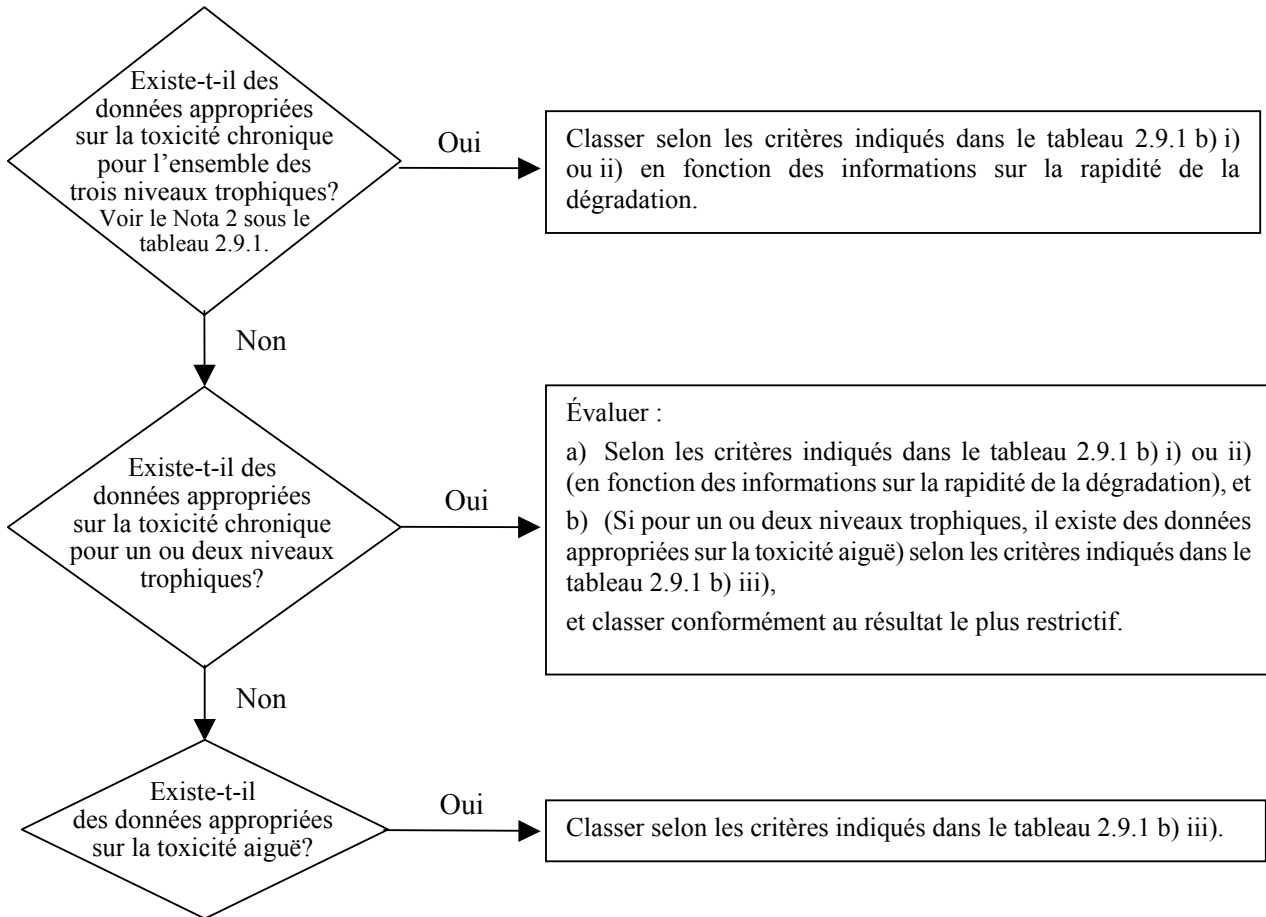 Existe-t-il des
données appropriées
sur la toxicité chronique
pour l'ensemble des
trois niveaux trophiques?
Voir le Nota 2 sous le
tableau 2.9.1.
Oui
Classer selon les critères indiqués dans le tableau 2.9.1 b) i)
ou ii) en fonction des informations sur la rapidité de la
dégradation.
Non
Existe-t-il des
données appropriées
sur la toxicité chronique
pour un ou deux niveaux
trophiques?
Oui
Évaluer :
a) Selon les critères indiqués dans le tableau 2.9.1 b) i) ou ii)
(en fonction des informations sur la rapidité de la dégradation), et
b) (Si pour un ou deux niveaux trophiques, il existe des données
appropriées sur la toxicité aiguë) selon les critères indiqués dans le
tableau 2.9.1 b) iii),
et classer conformément au résultat le plus restrictif.
Non
Existe-t-il
des données appropriées
sur la toxicité aiguë?
Oui
Classer selon les critères indiqués dans le tableau 2.9.1 b) iii).